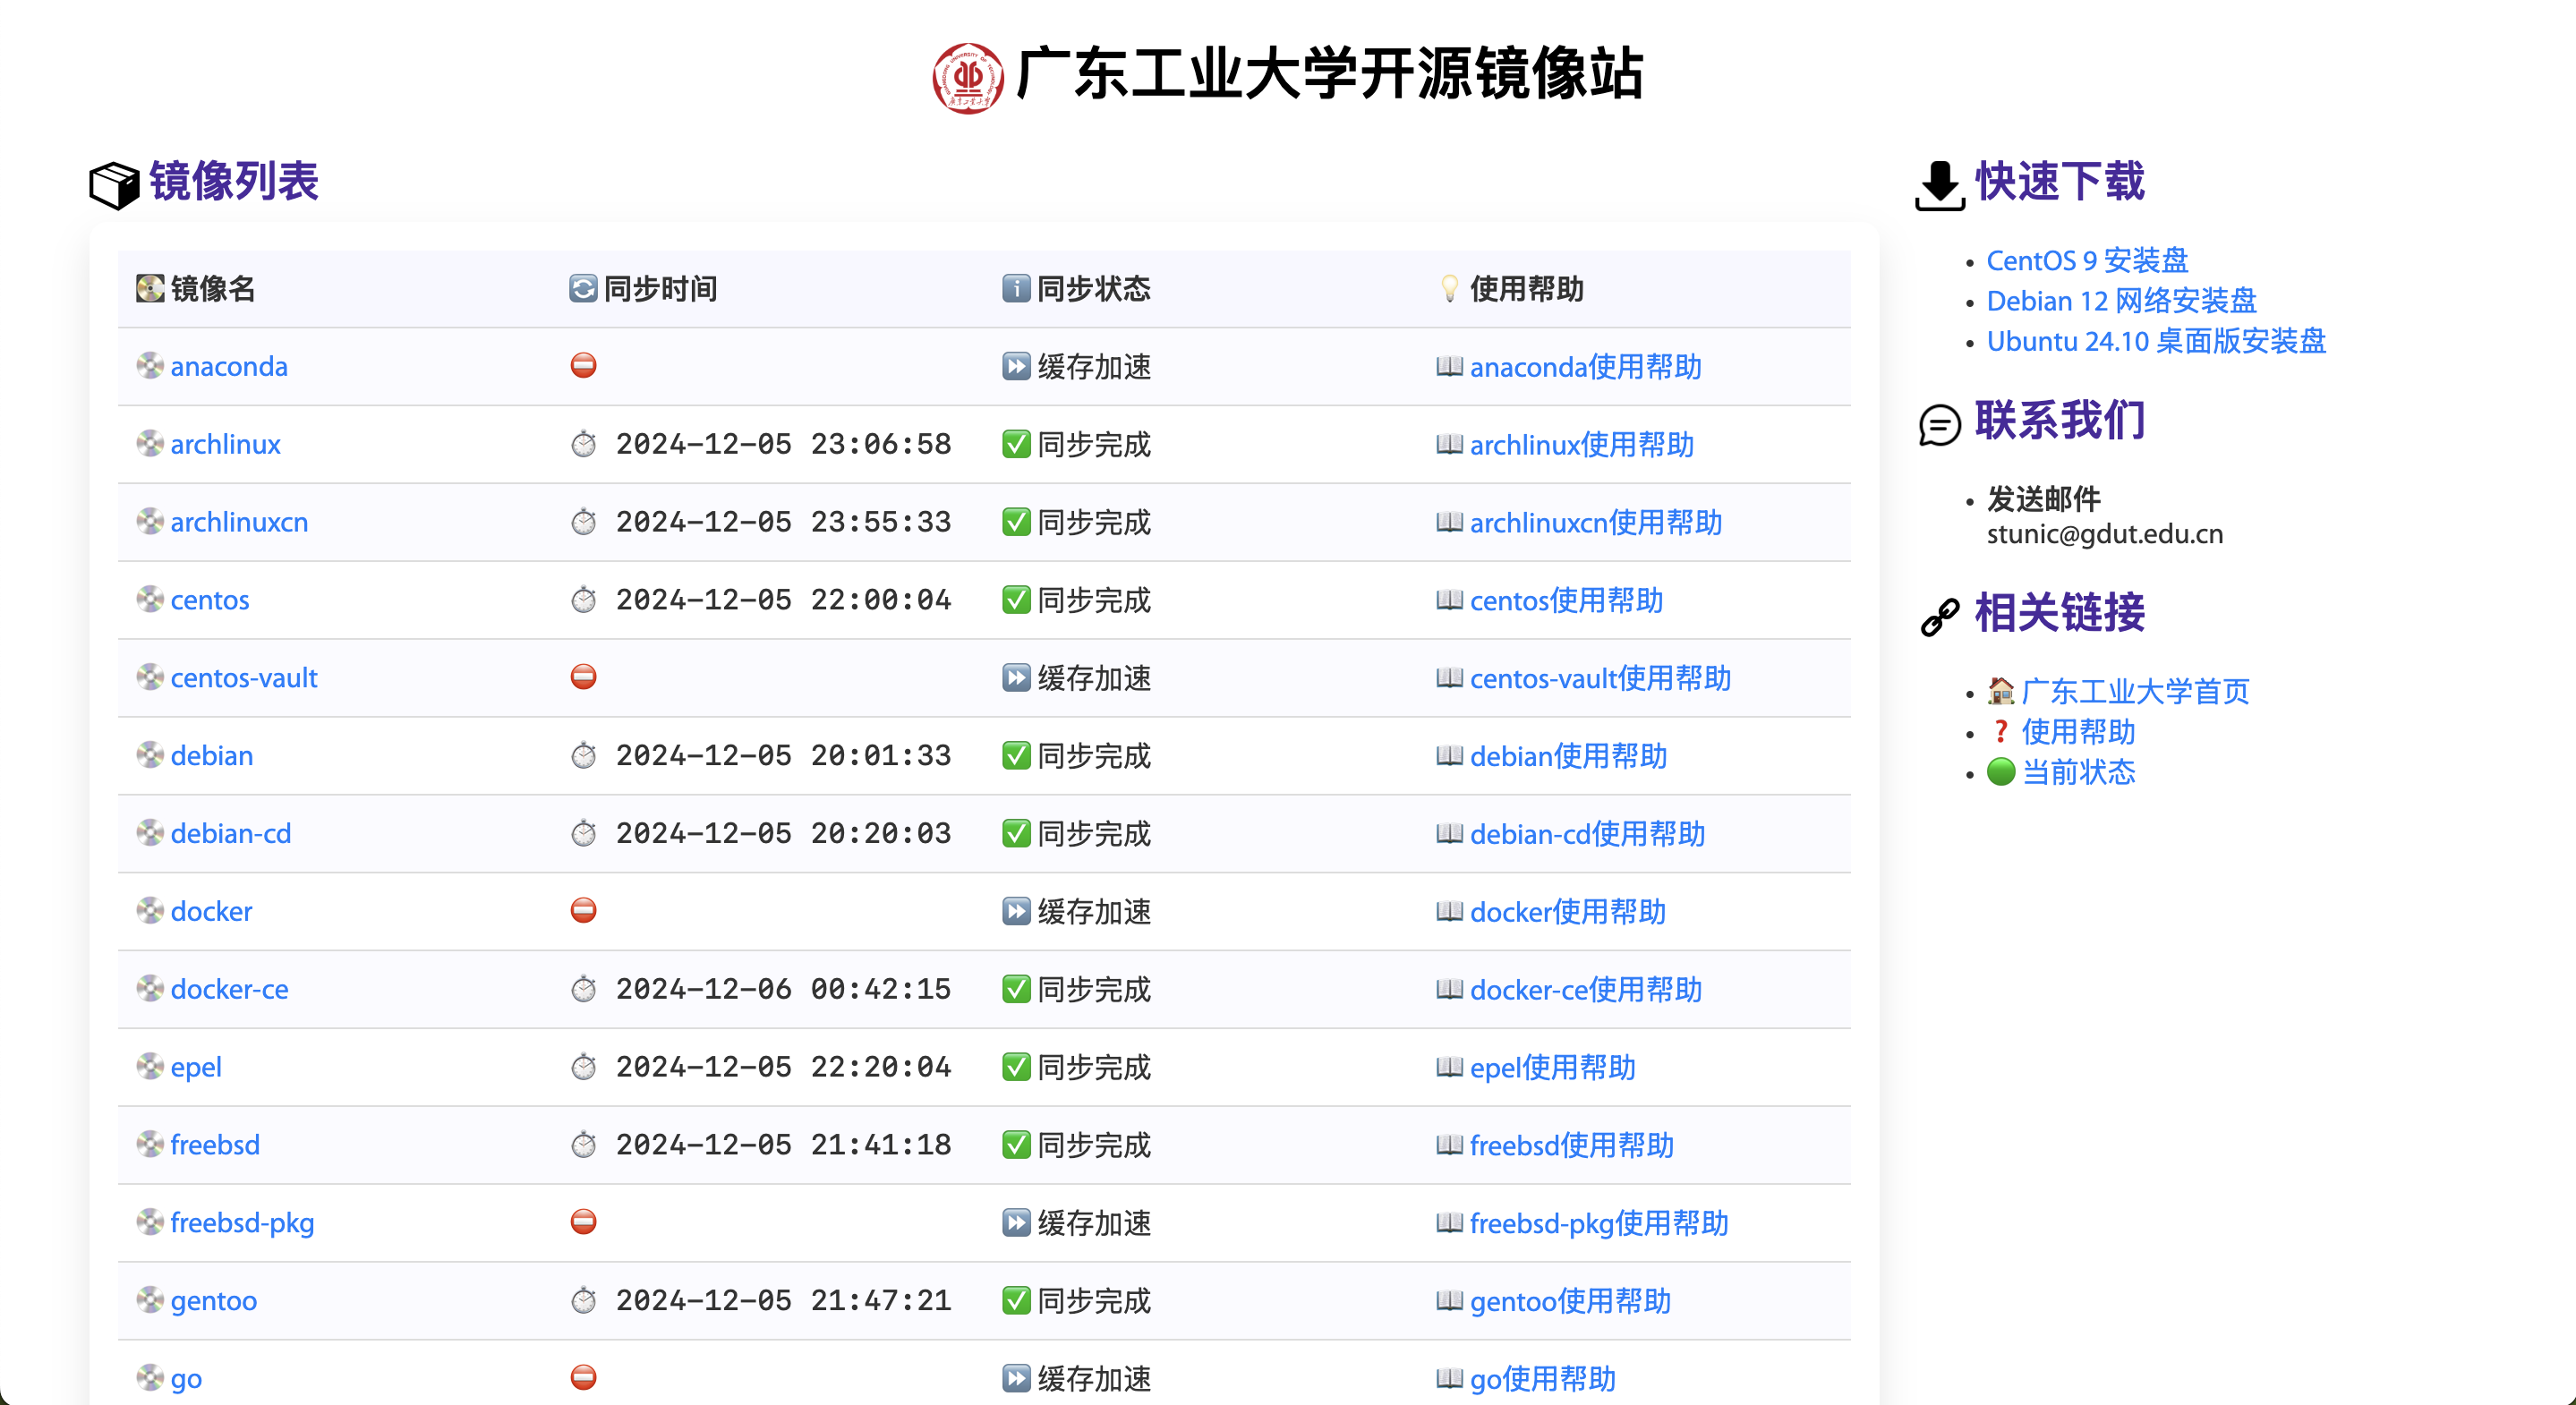 广东工业大学开源镜像站
镜像列表
镜像名 同步时间 同步状态 使用帮助
anaconda 缓存加速 anaconda使用帮助
archlinux 2024-12-05 23:06:58 同步完成 archlinux使用帮助
archlinuxcn 2024-12-05 23:55:33 同步完成 archlinuxcn使用帮助
centos 2024-12-05 22:00:04 同步完成 centos使用帮助
centos-vault 缓存加速 centos-vault使用帮助
debian 2024-12-05 20:01:33 同步完成 debian使用帮助
debian-cd 2024-12-05 20:20:03 同步完成 debian-cd使用帮助
docker 缓存加速 docker使用帮助
docker-ce 2024-12-06 00:42:15 同步完成 docker-ce使用帮助
epel 2024-12-05 22:20:04 同步完成 epel使用帮助
freebsd 2024-12-05 21:41:18 同步完成 freebsd使用帮助
freebsd-pkg 缓存加速 freebsd-pkg使用帮助
gentoo 2024-12-05 21:47:21 同步完成 gentoo使用帮助
go 缓存加速 go使用帮助
快速下载
CentOS 9 安装盘
Debian 12 网络安装盘
Ubuntu 24.10 桌面版安装盘
联系我们
发送邮件
stunic@gdut.edu.cn
相关链接
广东工业大学首页
使用帮助
当前状态